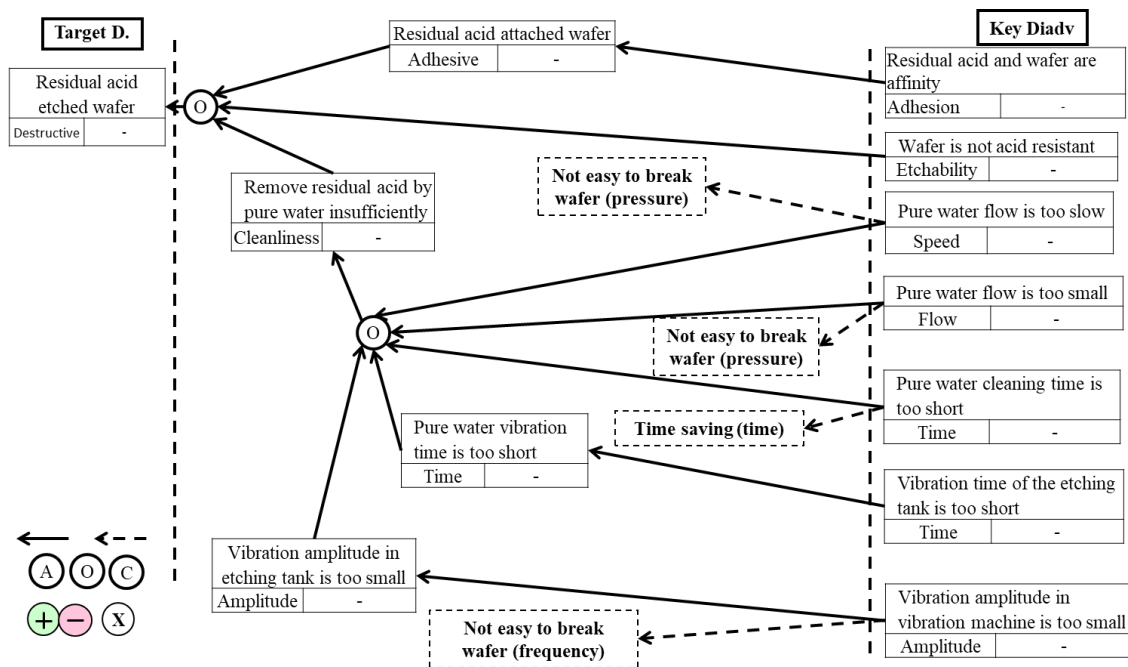 Target D.
Key Diadv
Residual acid attached wafer
Adhesive -
Residual acid and wafer are
affinity
Adhesion -
Residual acid
etched wafer
Destructive -
O
Wafer is not acid resistant
Etchability -
Not easy to break
wafer (pressure)
Remove residual acid by
pure water insufficiently
Cleanliness -
Pure water flow is too slow
Speed -
Pure water flow is too small
Flow -
O
Not easy to break
wafer (pressure)
Pure water cleaning time is
too short
Time -
Time saving (time)
Pure water vibration
time is too short
Time -
Vibration time of the etching
tank is too short
Time -
Vibration amplitude in
etching tank is too small
Amplitude -
A O C
+ - X
Vibration amplitude in
vibration machine is too small
Amplitude -
Not easy to break
wafer (frequency)